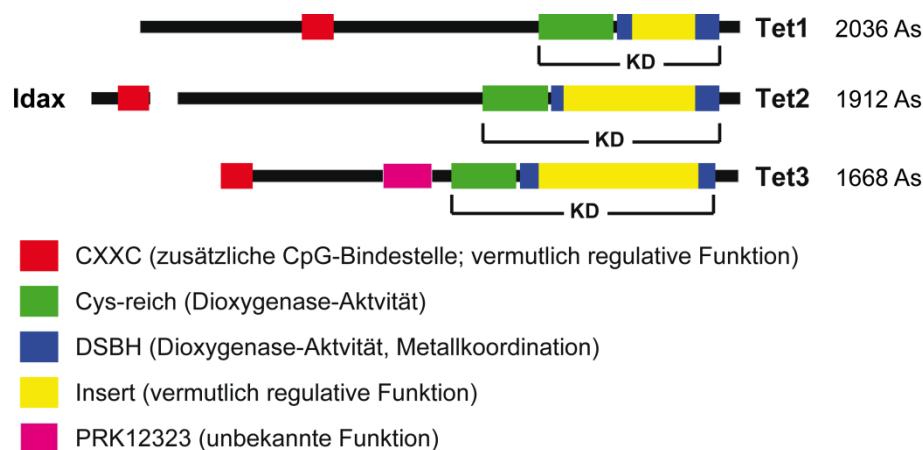 Tet1 2036 As
KD
Idax Tet2 1912 As
KD
Tet3 1668 As
KD
CXXC (zusätzliche CpG-Bindestelle; vermutlich regulative Funktion)
Cys-reich (Dioxygenase-Aktvität)
DSBH (Dioxygenase-Aktvität, Metallkoordination)
Insert (vermutlich regulative Funktion)
PRK12323 (unbekannte Funktion)